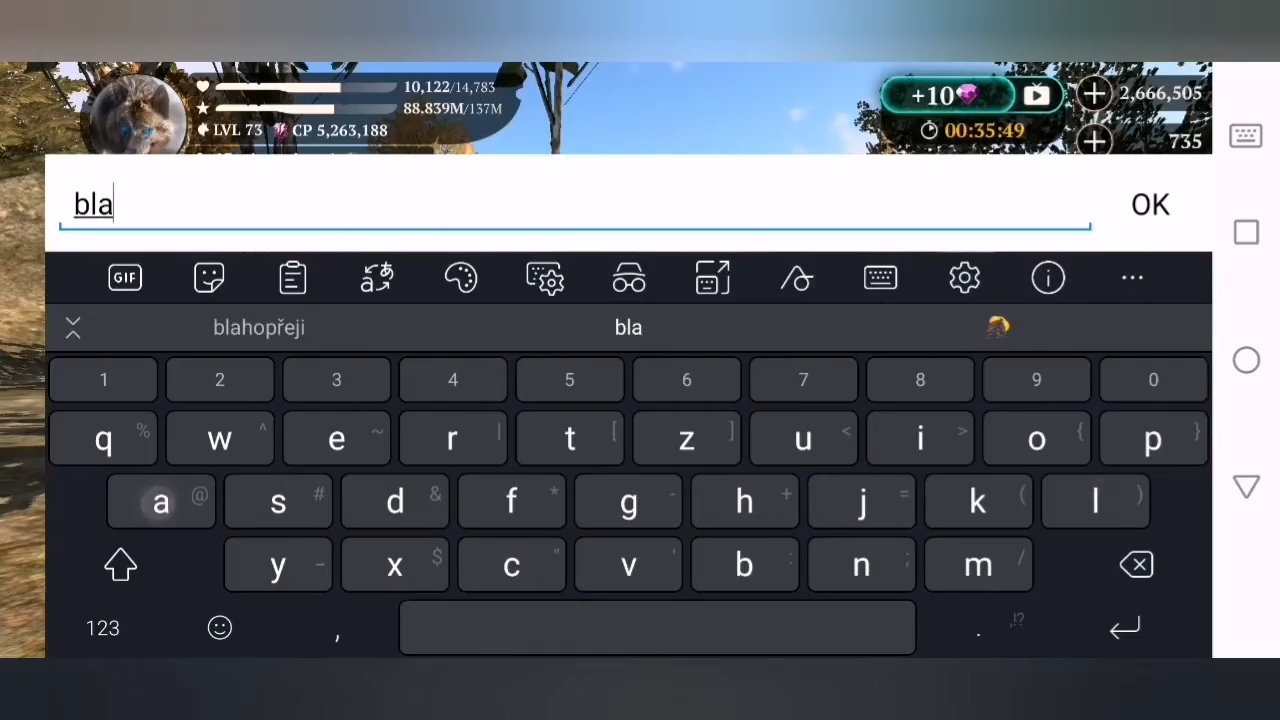 10,122/14,783
88.839M/137M
LVL 73 CP 5,263,188
+10
2,666,505
00:35:49
735
bla
OK
GIF
blahopřeji bla
1 2 3 4 5 6 7 8 9 0
q % w ^ e ~ r | t [ z ] u < i > o { p }
a @ s # d & f * g - h + j = k ( l )
y _ x $ c " v ' b : n ; m /
123 , . ,!?